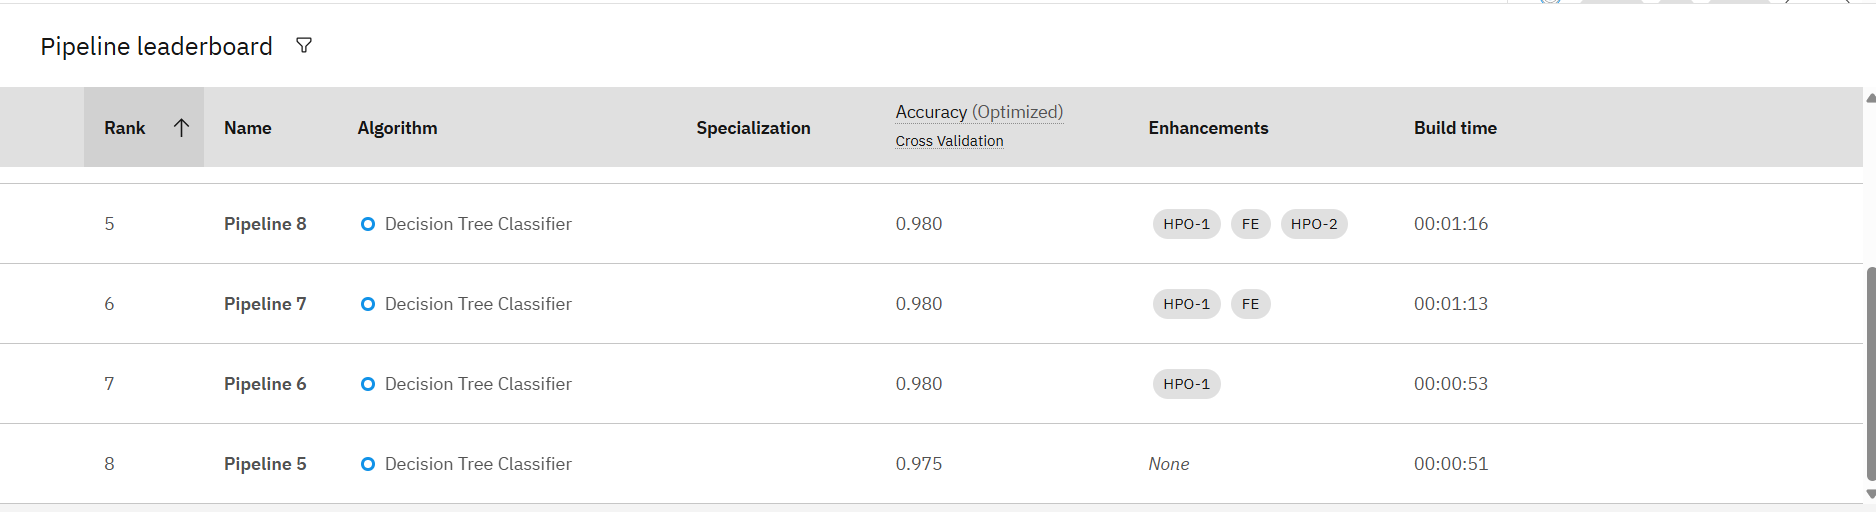 Pipeline leaderboard
Rank Name Algorithm Specialization Accuracy (Optimized) Cross Validation Enhancements Build time
5 Pipeline 8 Decision Tree Classifier 0.980 HPO-1 FE HPO-2 00:01:16
6 Pipeline 7 Decision Tree Classifier 0.980 HPO-1 FE 00:01:13
7 Pipeline 6 Decision Tree Classifier 0.980 HPO-1 00:00:53
8 Pipeline 5 Decision Tree Classifier 0.975 None 00:00:51